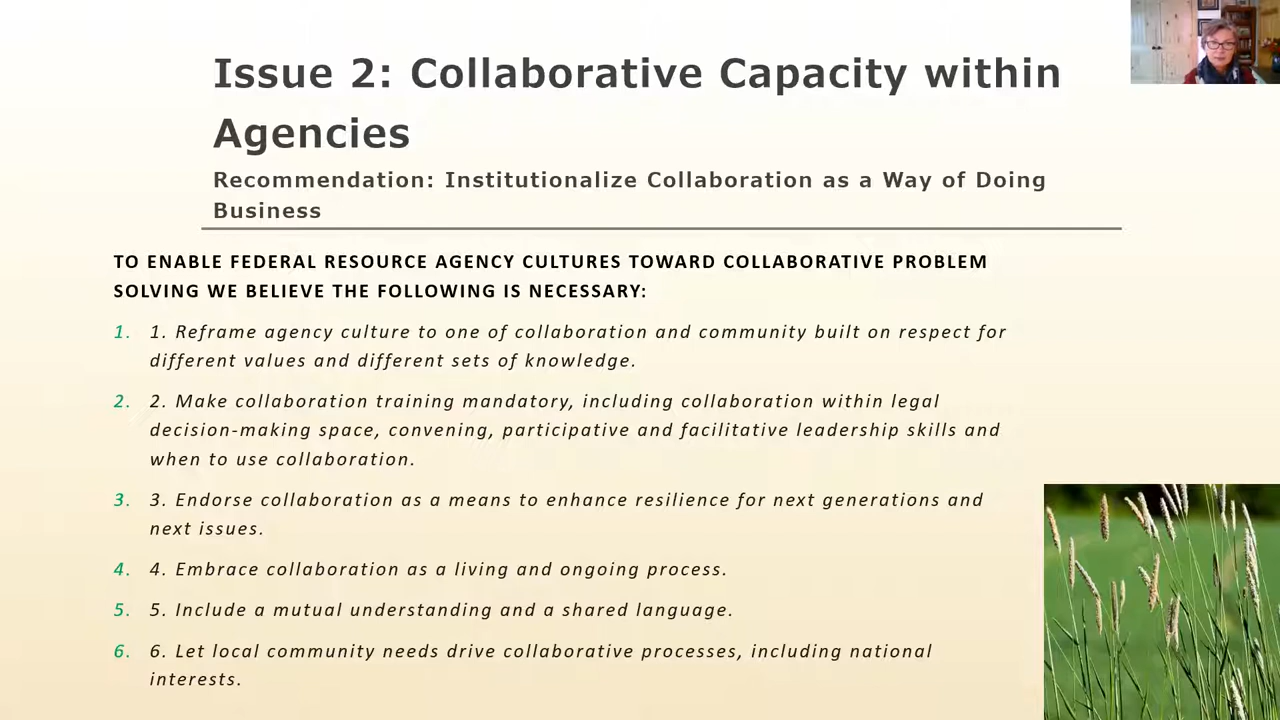 Issue 2: Collaborative Capacity within
Agencies
Recommendation: Institutionalize Collaboration as a Way of Doing
Business
TO ENABLE FEDERAL RESOURCE AGENCY CULTURES TOWARD COLLABORATIVE PROBLEM
SOLVING WE BELIEVE THE FOLLOWING IS NECESSARY:
1. 1. Reframe agency culture to one of collaboration and community built on respect for
different values and different sets of knowledge.
2. 2. Make collaboration training mandatory, including collaboration within legal
decision-making space, convening, participative and facilitative leadership skills and
when to use collaboration.
3. 3. Endorse collaboration as a means to enhance resilience for next generations and
next issues.
4. 4. Embrace collaboration as a living and ongoing process.
5. 5. Include a mutual understanding and a shared language.
6. 6. Let local community needs drive collaborative processes, including national
interests.